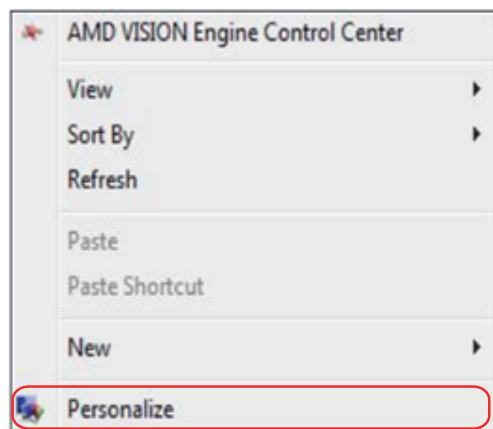 AMD VISION Engine Control Center
View
Sort By
Refresh
Paste
Paste Shortcut
New
Personalize